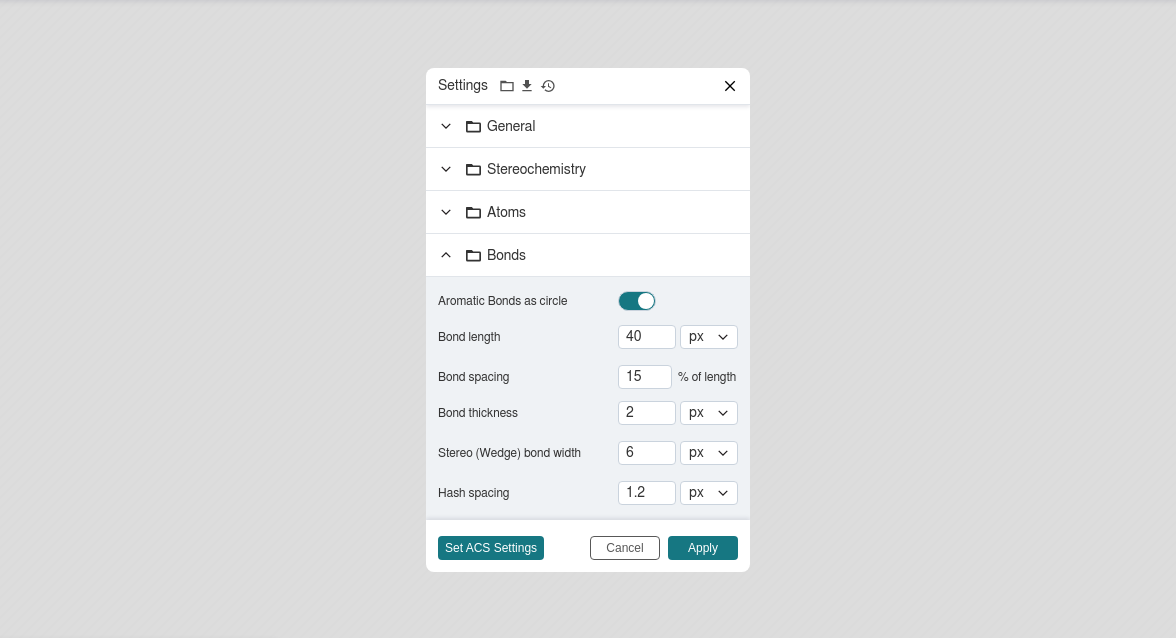 Settings
General
Stereochemistry
Atoms
Bonds
Aromatic Bonds as circle
Bond length 40 px
Bond spacing 15 % of length
Bond thickness 2 px
Stereo (Wedge) bond width 6 px
Hash spacing 1.2 px
Set ACS Settings Cancel Apply